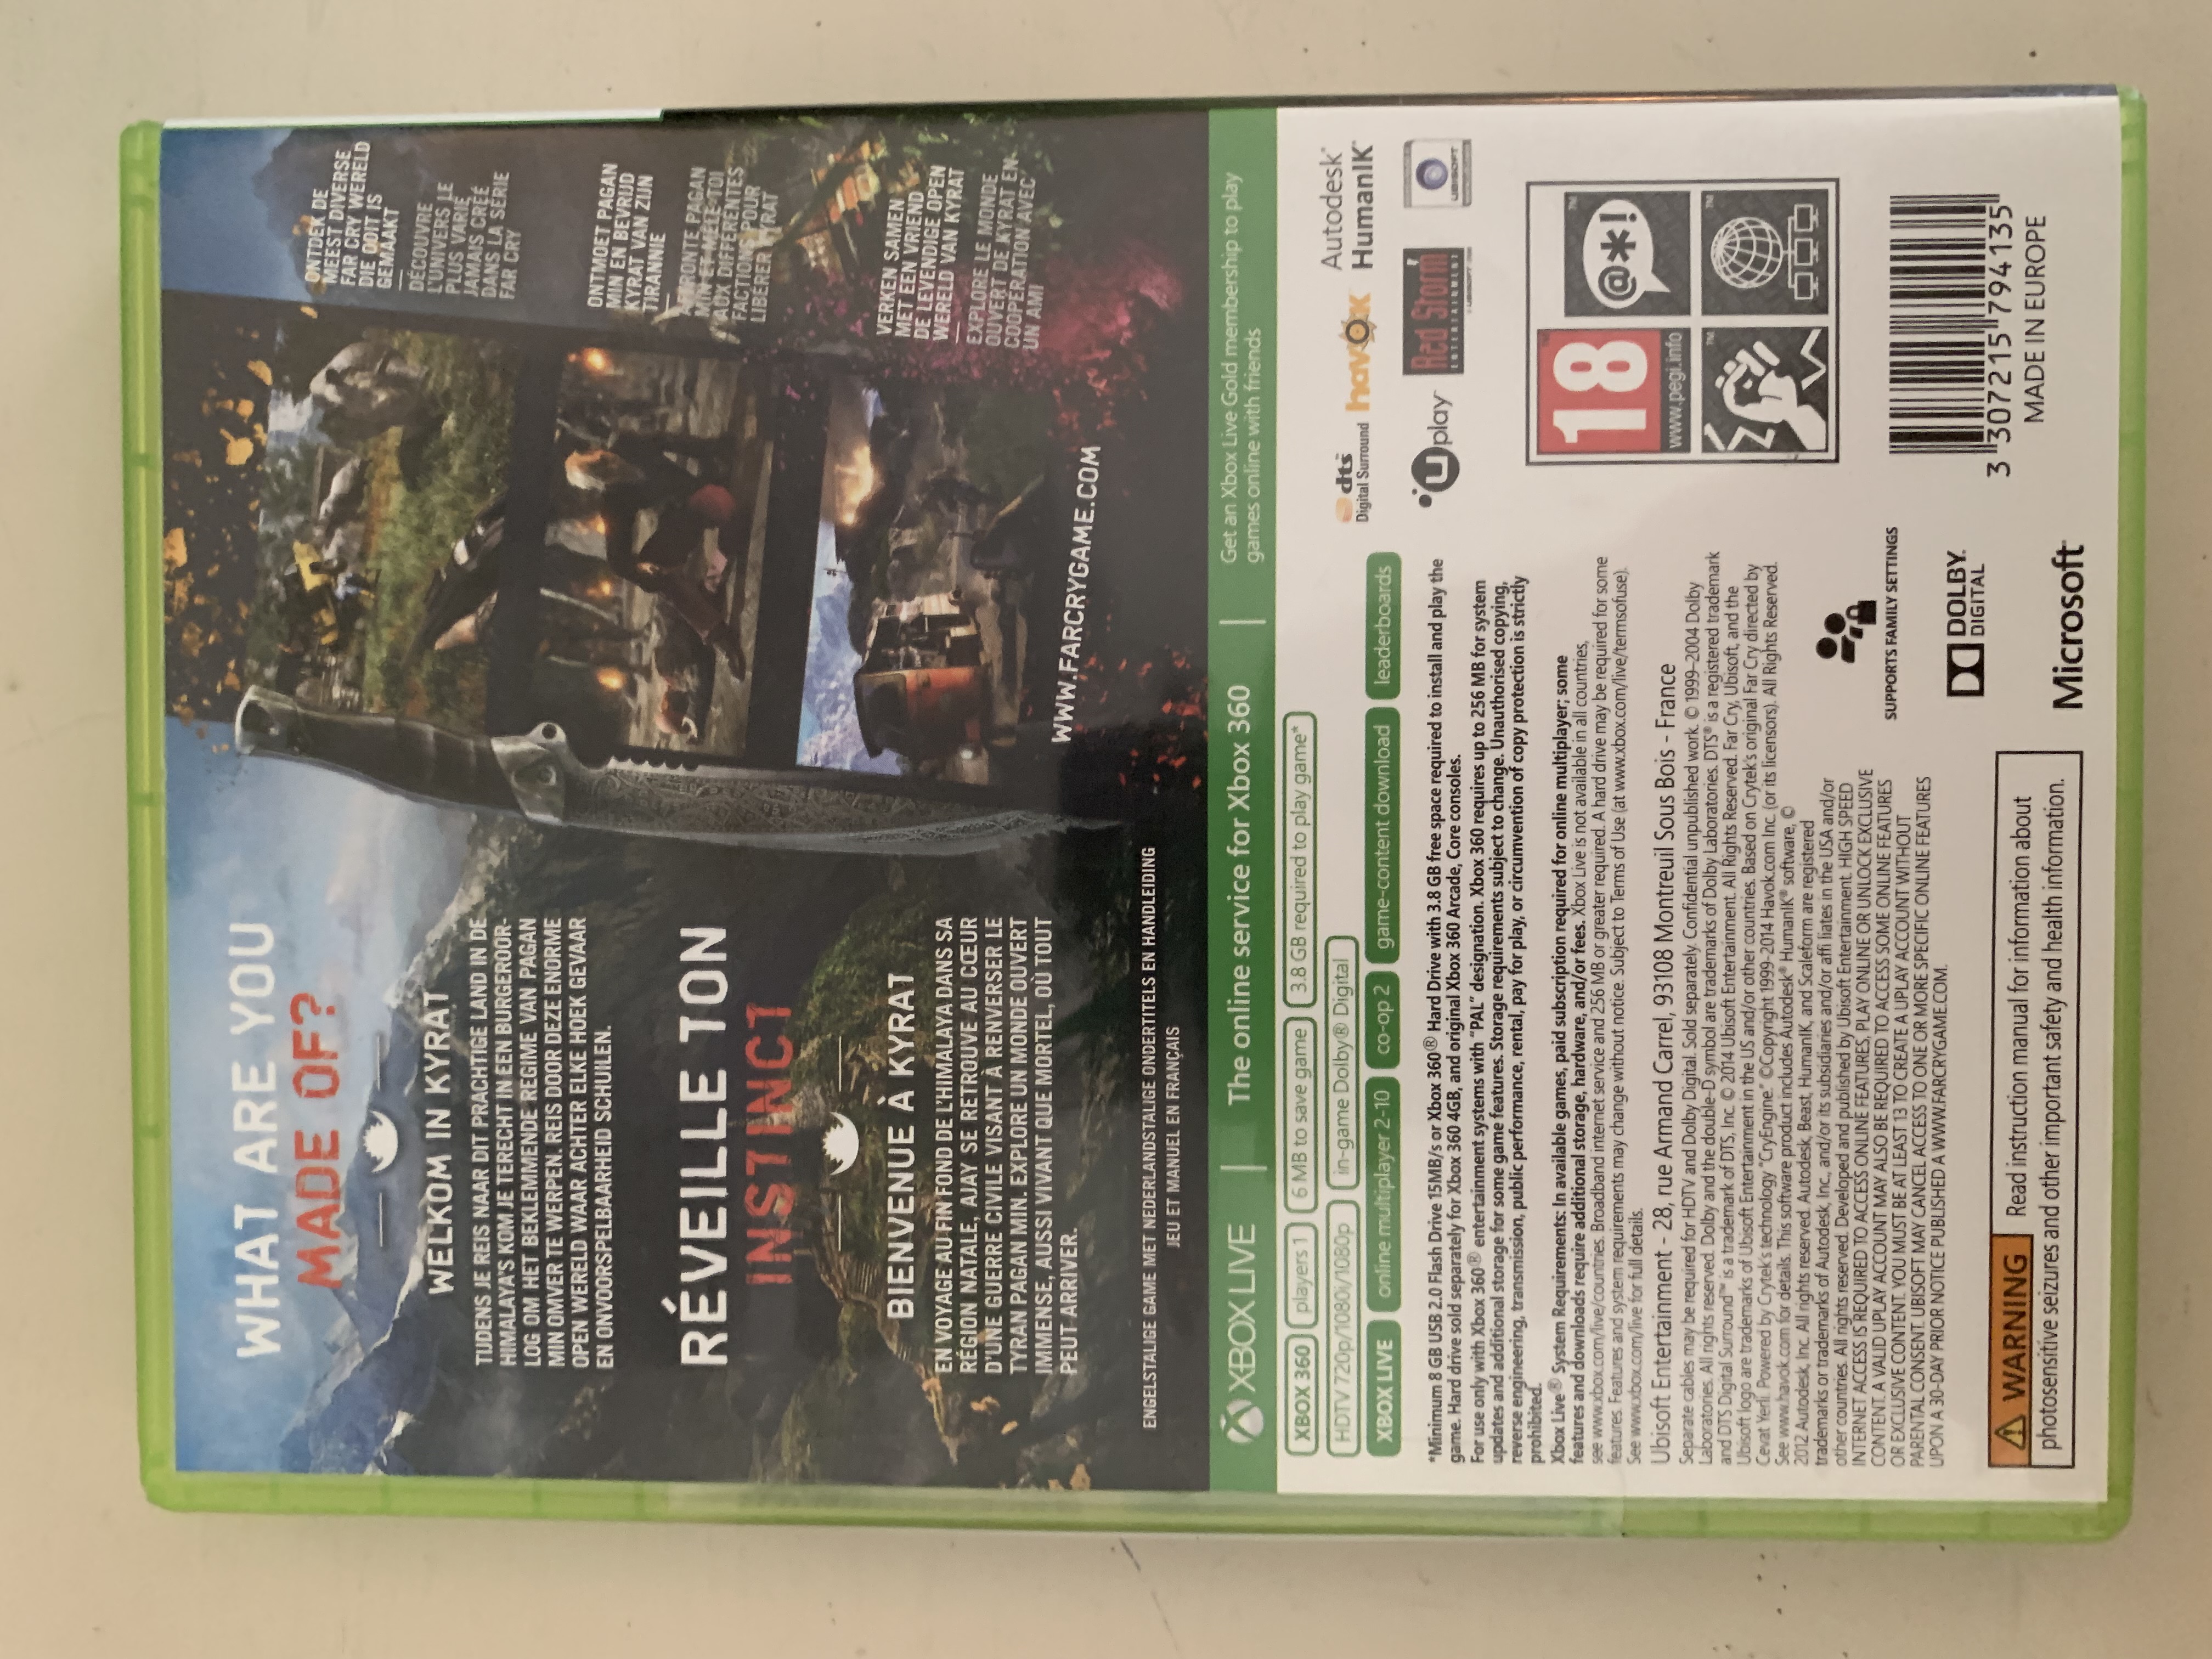 WHAT ARE YOU
MADE OF?
WELKOM IN KYRAT
TIJDENS JE REIS NAAR DIT PRACHTIGE LAND IN DE
HIMALAYA'S KOM JE TERECHT IN EEN BURGEROOR-
LOG OM HET BEKLEMMENDE REGIME VAN PAGAN
MIN OMVER TE WERPEN. REIS DOOR DEZE ENORME
OPEN WERELD WAAR ACHTER ELKE HOEK GEVAAR
EN ONVOORSPELBAARHEID SCHUILEN.
RÉVEILLE TON
INSTINCT
BIENVENUE À KYRAT
EN VOYAGE AU FIN FOND DE L'HIMALAYA DANS SA
RÉGION NATALE, AJAY SE RETROUVE AU CŒUR
D'UNE GUERRE CIVILE VISANT À RENVERSER LE
TYRAN PAGAN MIN. EXPLORE UN MONDE OUVERT
IMMENSE, AUSSI VIVANT QUE MORTEL, OÙ TOUT
PEUT ARRIVER.
ENGELSTALIGE GAME MET NEDERLANDSTALIGE ONDERTITELS EN HANDLEIDING
JEU ET MANUEL EN FRANÇAIS
ONTDEK DE
MEEST DIVERSE
FAR CRY WERELD
DIE OOIT IS
GEMAAKT
DÉCOUVRE
L'UNIVERS LE
PLUS VARIÉ
JAMAIS CRÉÉ
DANS LA SÉRIE
FAR CRY
ONTMOET PAGAN
MIN EN BEVRIJD
KYRAT VAN ZIJN
TIRANNIE
AFFRONTE PAGAN
MIN ET MÊLE-TOI
AUX DIFFÉRENTES
FACTIONS POUR
LIBÉRER KYRAT
VERKEN SAMEN
MET EEN VRIEND
DE LEVENDIGE OPEN
WERELD VAN KYRAT
EXPLORE LE MONDE
OUVERT DE KYRAT EN
COOPÉRATION AVEC
UN AMI
WWW.FARCRYGAME.COM
XBOX LIVE | The online service for Xbox 360 | Get an Xbox Live Gold membership to play
games online with friends
XBOX 360 players 1 6 MB to save game 3.8 GB required to play game*
HDTV 720p/1080i/1080p in-game Dolby® Digital
XBOX LIVE online multiplayer 2-10 co-op 2 game-content download leaderboards
dts
Digital Surround
havok
Autodesk®
HumanIK™
Uplay
Red Storm
ENTERTAINMENT
UBISOFT
*Minimum 8 GB USB 2.0 Flash Drive 15MB/s or Xbox 360® Hard Drive with 3.8 GB free space required to install and play the
game. Hard drive sold separately for Xbox 360 4GB, and original Xbox 360 Arcade, Core consoles.
For use only with Xbox 360® entertainment systems with "PAL" designation. Xbox 360 requires up to 256 MB for system
updates and additional storage for some game features. Storage requirements subject to change. Unauthorised copying,
reverse engineering, transmission, public performance, rental, pay for play, or circumvention of copy protection is strictly
prohibited.
Xbox Live® System Requirements: In available games, paid subscription required for online multiplayer; some
features and downloads require additional storage, hardware, and/or fees. Xbox Live is not available in all countries,
see www.xbox.com/live/countries. Broadband internet service and 256 MB or greater required. A hard drive may be required for some
features. Features and system requirements may change without notice. Subject to Terms of Use (at www.xbox.com/live/termsofuse).
See www.xbox.com/live for full details.
Ubisoft Entertainment - 28, rue Armand Carrel, 93108 Montreuil Sous Bois - France
Separate cables may be required for HDTV and Dolby Digital. Sold separately. Confidential unpublished work. © 1999–2004 Dolby
Laboratories. All rights reserved. Dolby and the double-D symbol are trademarks of Dolby Laboratories. DTS® is a registered trademark
and DTS Digital Surround™ is a trademark of DTS, Inc. © 2014 Ubisoft Entertainment. All Rights Reserved. Far Cry, Ubisoft, and the
Ubisoft logo are trademarks of Ubisoft Entertainment in the US and/or other countries. Based on Crytek's original Far Cry directed by
Cevat Yerli. Powered by Crytek's technology "CryEngine." ©Copyright 1999-2014 Havok.com Inc. (or its licensors). All Rights Reserved.
See www.havok.com for details. This software product includes Autodesk® HumanIK® software, ©
2012 Autodesk, Inc. All rights reserved. Autodesk, Beast, HumanIK, and Scaleform are registered
trademarks or trademarks of Autodesk, Inc., and/or its subsidiaries and/or affi liates in the USA and/or
other countries. All rights reserved. Developed and published by Ubisoft Entertainment. HIGH SPEED
INTERNET ACCESS IS REQUIRED TO ACCESS ONLINE FEATURES, PLAY ONLINE OR UNLOCK EXCLUSIVE
CONTENT. A VALID UPLAY ACCOUNT MAY ALSO BE REQUIRED TO ACCESS SOME ONLINE FEATURES
OR EXCLUSIVE CONTENT. YOU MUST BE AT LEAST 13 TO CREATE A UPLAY ACCOUNT WITHOUT
PARENTAL CONSENT. UBISOFT MAY CANCEL ACCESS TO ONE OR MORE SPECIFIC ONLINE FEATURES
UPON A 30-DAY PRIOR NOTICE PUBLISHED A WWW.FARCRYGAME.COM.
18
www.pegi.info
@*!
SUPPORTS FAMILY SETTINGS
DOLBY
DIGITAL
3 307215 794135
MADE IN EUROPE
WARNING Read instruction manual for information about
photosensitive seizures and other important safety and health information.
Microsoft